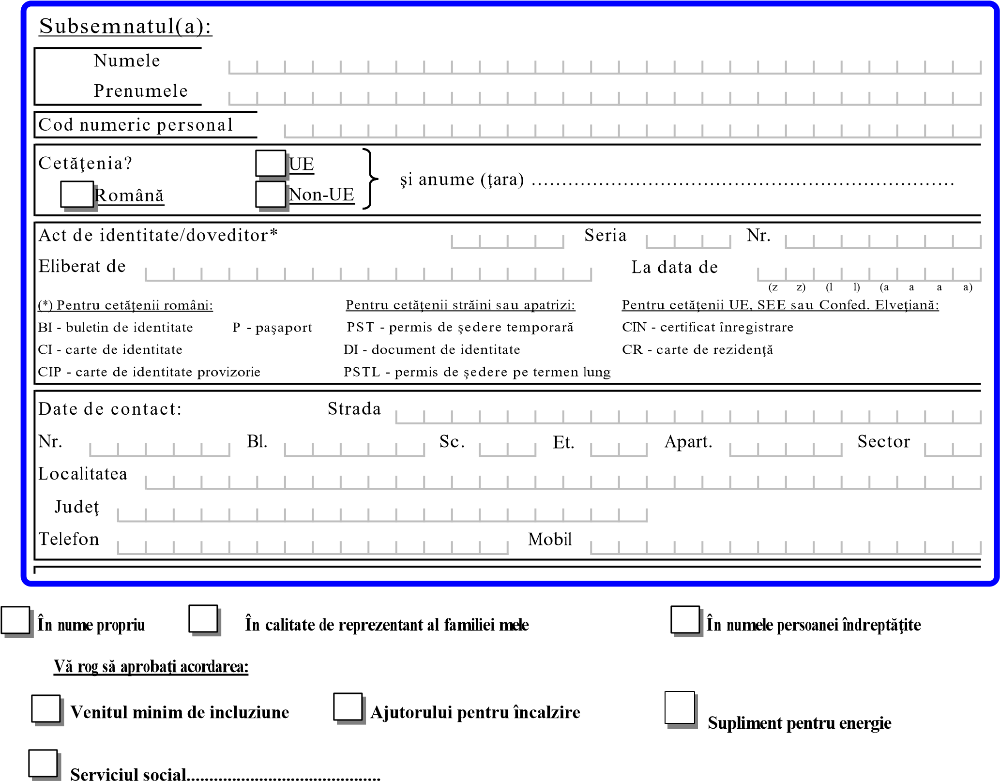 Subsemnatul(a):
Numele
Prenumele
Cod numeric personal
Cetăţenia?
UE
Română
Non-UE
şi anume (ţara) ......................................................................
Act de identitate/doveditor* Seria Nr.
Eliberat de La data de
(z z) (l l) (a a a a)
(*) Pentru cetăţenii români: Pentru cetăţenii străini sau apatrizi: Pentru cetăţenii UE, SEE sau Confed. Elveţiană:
BI - buletin de identitate P - paşaport PST - permis de şedere temporară CIN - certificat înregistrare
CI - carte de identitate DI - document de identitate CR - carte de rezidenţă
CIP - carte de identitate provizorie PSTL - permis de şedere pe termen lung
Date de contact: Strada
Nr. Bl. Sc. Et. Apart. Sector
Localitatea
Judeţ
Telefon Mobil
În nume propriu În calitate de reprezentant al familiei mele În numele persoanei îndreptăţite
Vă rog să aprobaţi acordarea:
Venitul minim de incluziune Ajutorului pentru încalzire Supliment pentru energie
Serviciul social...........................................